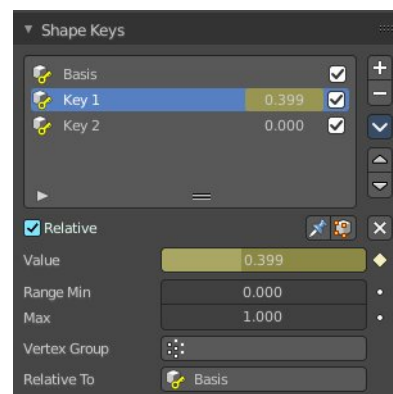 Shape Keys
Basis
Key 1 0.399
Key 2 0.000
Relative
Value 0.399
Range Min 0.000
Max 1.000
Vertex Group
Relative To Basis